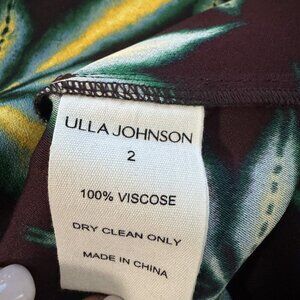 ULLA JOHNSON
2
100% VISCOSE
DRY CLEAN ONLY
MADE IN CHINA